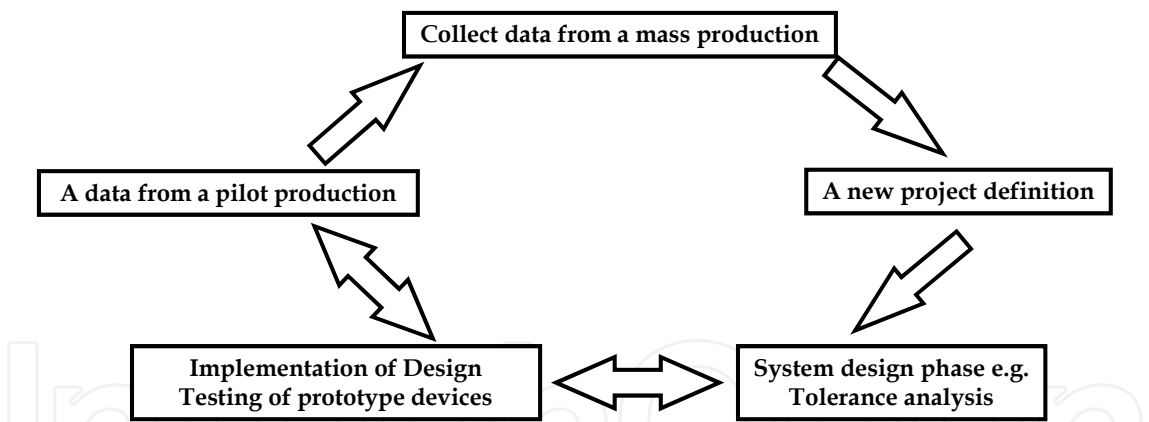 Collect data from a mass production
A data from a pilot production
A new project definition
Implementation of Design
Testing of prototype devices
System design phase e.g.
Tolerance analysis